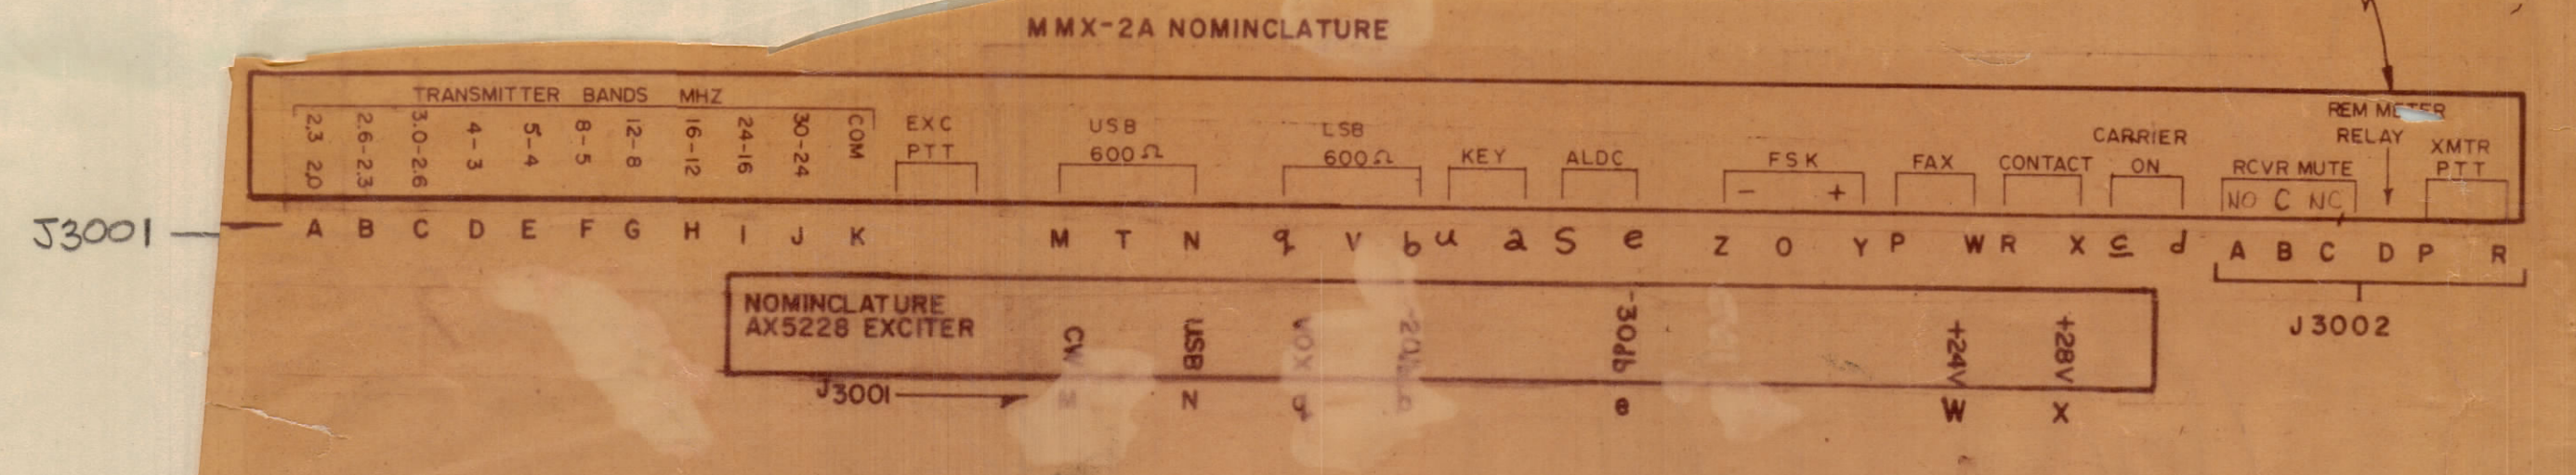 MMX-2A NOMINCLATURE
TRANSMITTER BANDS MHZ
2.3 2.0
2.6-2.3
3.0-2.6
4-3
5-4
8-5
12-8
16-12
24-16
30-24
COM
EXC
PTT
USB
600Ω
LSB
600Ω
KEY
ALDC
FSK
- +
FAX
CONTACT
CARRIER
ON
RCVR MUTE
NO C NC
REM METER
RELAY
XMTR
PTT
J3001
A B C D E F G H I J K M T N q V b u a S e Z O Y P W R X c d A B C D P R
J3002
NOMINCLATURE
AX5228 EXCITER
CW
USB
VOX
-30db
+24V
+28V
J3001
N q e W X